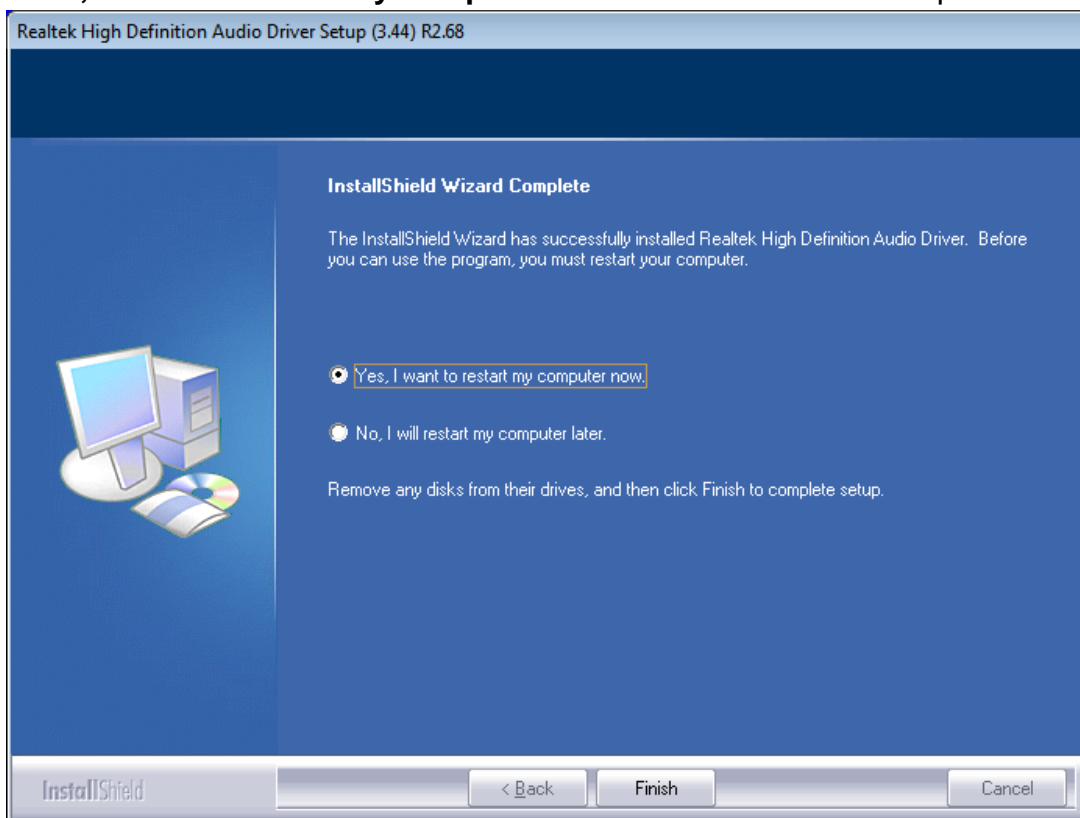 Realtek High Definition Audio Driver Setup (3.44) R2.68
InstallShield Wizard Complete
The InstallShield Wizard has successfully installed Realtek High Definition Audio Driver. Before
you can use the program, you must restart your computer.
Yes, I want to restart my computer now.
No, I will restart my computer later.
Remove any disks from their drives, and then click Finish to complete setup.
InstallShield
< Back
Finish
Cancel